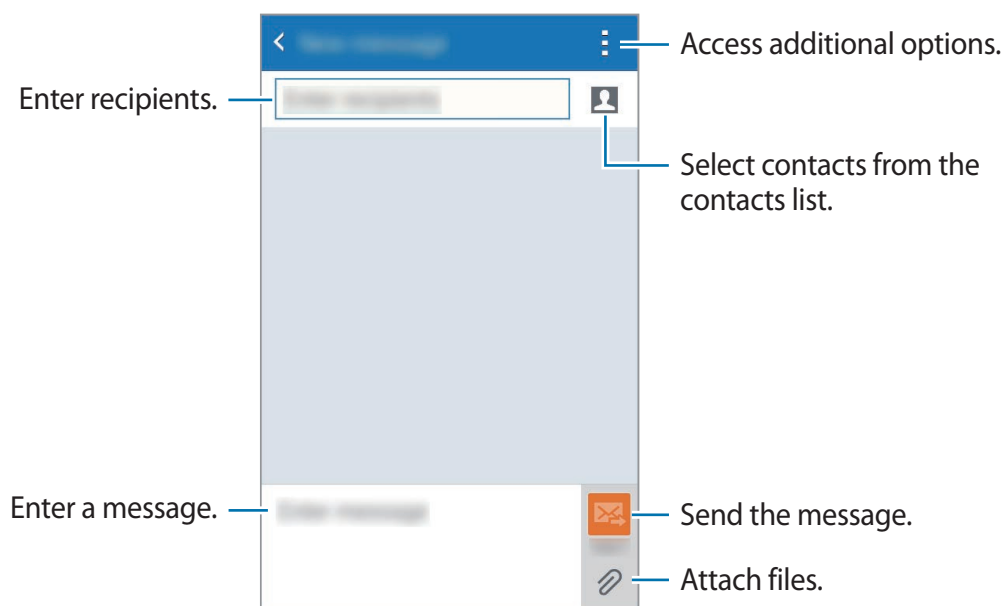 Access additional options.
Enter recipients.
Select contacts from the
contacts list.
Enter a message.
Send the message.
Attach files.